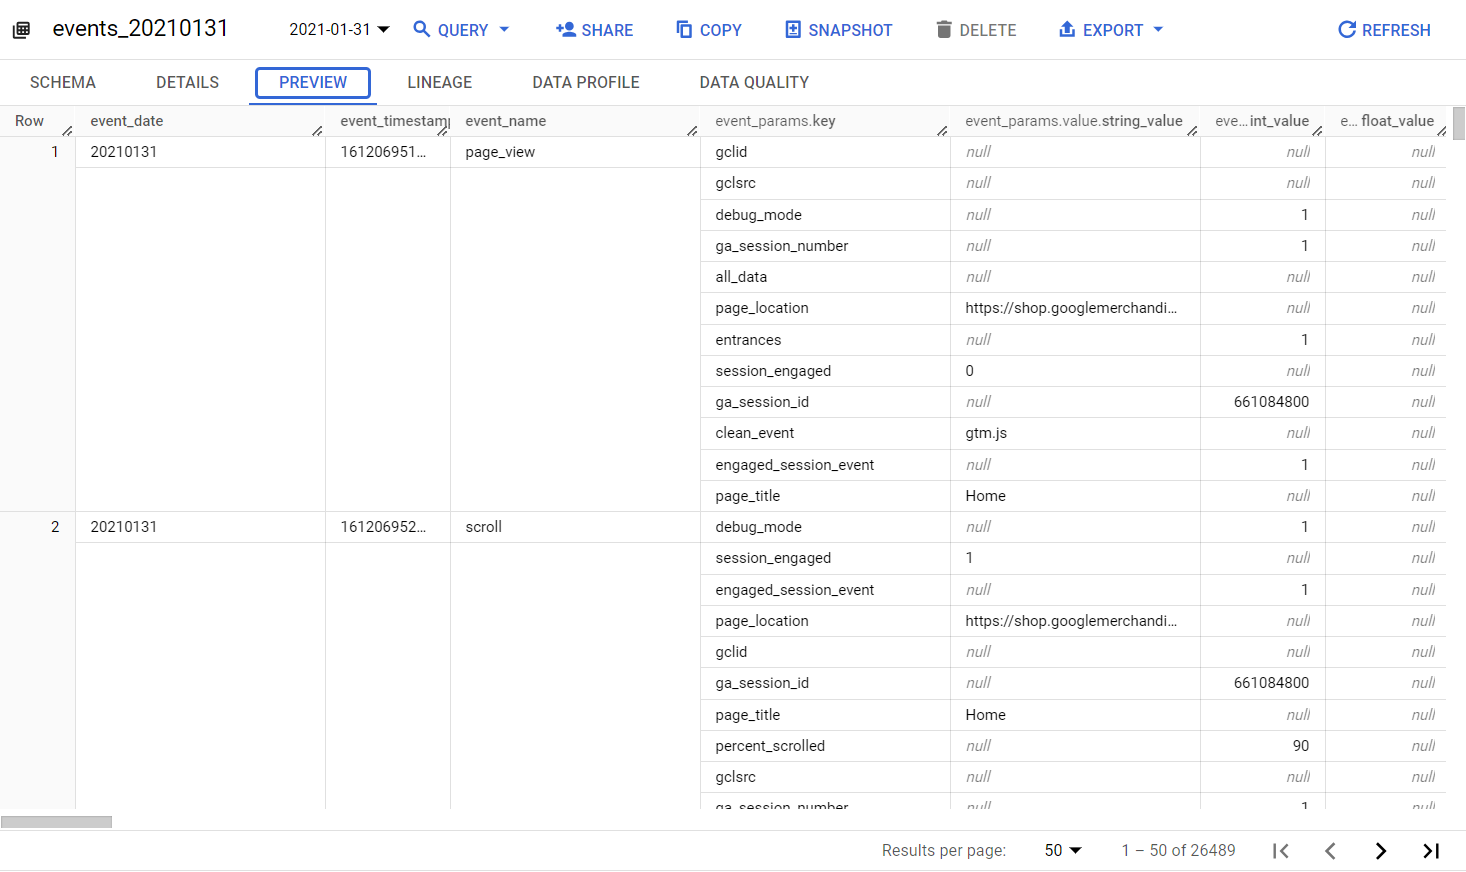 events_20210131 2021-01-31 QUERY SHARE COPY SNAPSHOT DELETE EXPORT REFRESH
SCHEMA DETAILS PREVIEW LINEAGE DATA PROFILE DATA QUALITY
Row event_date event_timestamp event_name event_params.key event_params.value.string_value eve…int_value e… float_value
1 20210131 161206951… page_view gclid null null null
gclsrc null null null
debug_mode null 1 null
ga_session_number null 1 null
all_data null null null
page_location https://shop.googlemerchandi… null null
entrances null 1 null
session_engaged 0 null null
ga_session_id null 661084800 null
clean_event gtm.js null null
engaged_session_event null 1 null
page_title Home null null
2 20210131 161206952… scroll debug_mode null 1 null
session_engaged 1 null null
engaged_session_event null 1 null
page_location https://shop.googlemerchandi… null null
gclid null null null
ga_session_id null 661084800 null
page_title Home null null
percent_scrolled null 90 null
gclsrc null null null
ga_session_number null 1 null
Results per page: 50 1 – 50 of 26489